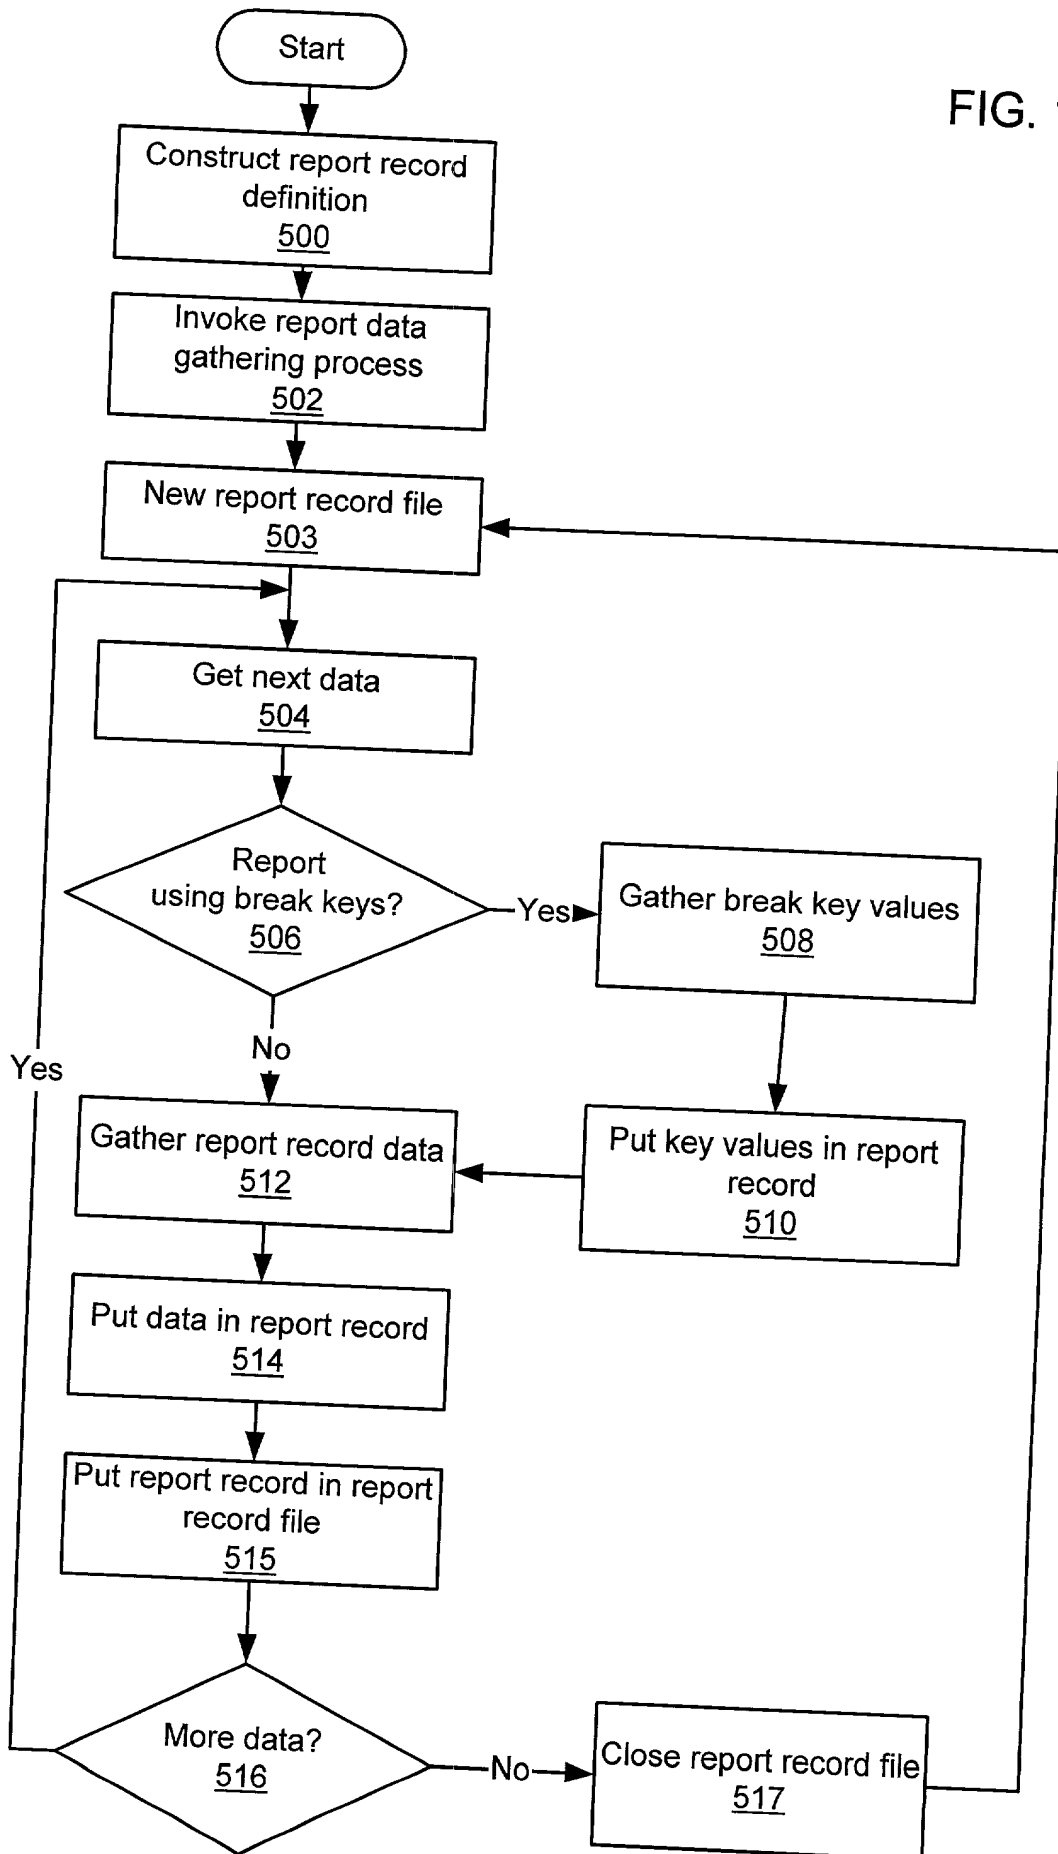 Start
FIG.
Construct report record
definition
500
Invoke report data
gathering process
502
New report record file
503
Get next data
504
Report
using break keys?
506
Yes
Gather break key values
508
No
Yes
Gather report record data
512
Put key values in report
record
510
Put data in report record
514
Put report record in report
record file
515
More data?
516
No
Close report record file
517